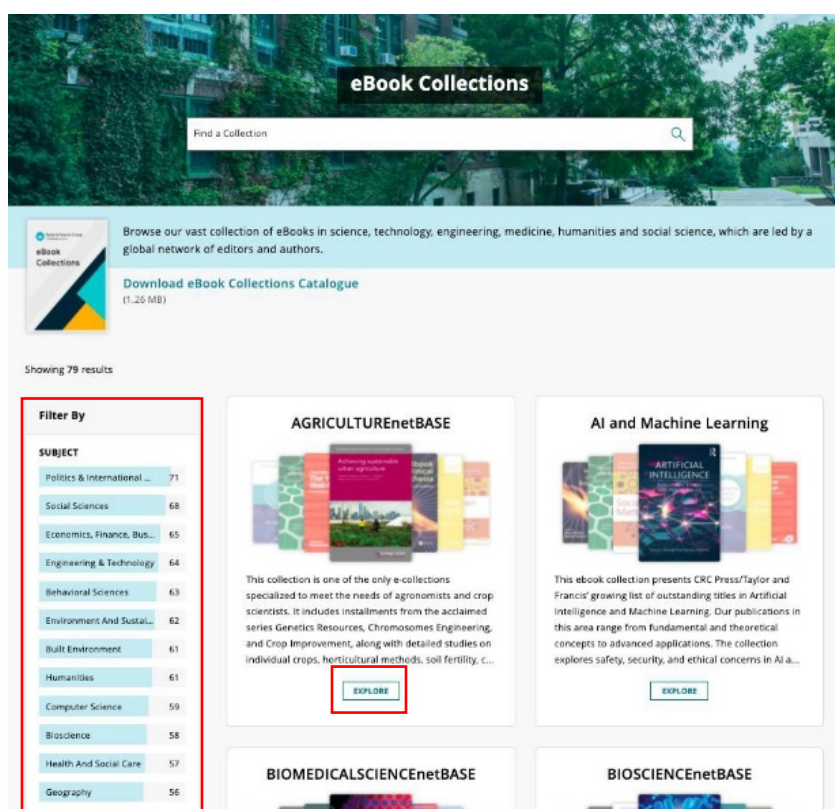 eBook Collections
Find a Collection
eBook
Collections
Browse our vast collection of eBooks in science, technology, engineering, medicine, humanities and social science, which are led by a
global network of editors and authors.
Download eBook Collections Catalogue
(1.26 MB)
Showing 79 results
Filter By
SUBJECT
Politics & International ... 71
Social Sciences 68
Economics, Finance, Bus... 65
Engineering & Technology 64
Behavioral Sciences 63
Environment And Sustai... 62
Built Environment 61
Humanities 61
Computer Science 59
Bioscience 58
Health And Social Care 57
Geography 56
AGRICULTUREnetBASE
Achieving sustainable
urban agriculture
This collection is one of the only e-collections
specialized to meet the needs of agronomists and crop
scientists. It includes installments from the acclaimed
series Genetics Resources, Chromosomes Engineering,
and Crop Improvement, along with detailed studies on
individual crops, horticultural methods, soil fertility, c...
EXPLORE
AI and Machine Learning
ARTIFICIAL
INTELLIGENCE
This ebook collection presents CRC Press/Taylor and
Francis' growing list of outstanding titles in Artificial
Intelligence and Machine Learning. Our publications in
this area range from fundamental and theoretical
concepts to advanced applications. The collection
explores safety, security, and ethical concerns in AI a...
EXPLORE
BIOMEDICALSCIENCEnetBASE
BIOSCIENCEnetBASE